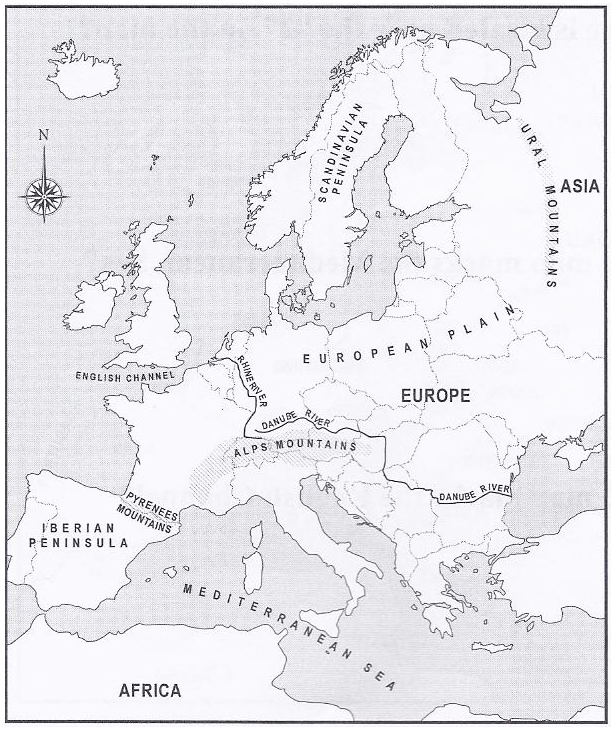 N
SCANDINAVIAN
PENINSULA
URAL MOUNTAINS
ASIA
EUROPEAN PLAIN
ENGLISH CHANNEL
RHINE RIVER
EUROPE
DANUBE RIVER
ALPS MOUNTAINS
DANUBE RIVER
PYRENEES
MOUNTAINS
IBERIAN
PENINSULA
MEDITERRANEAN SEA
AFRICA